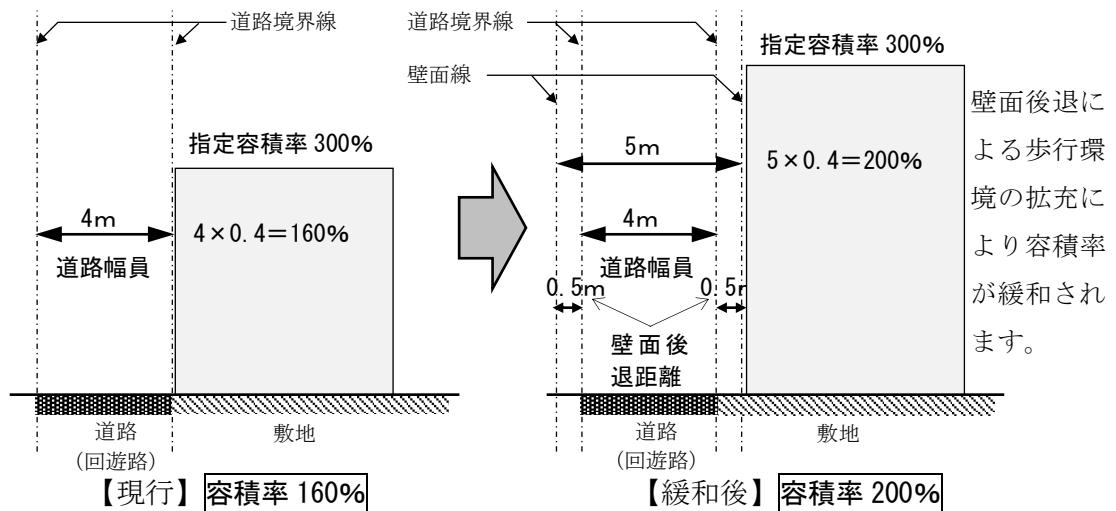 道路境界線
指定容積率 300%
4m
4×0.4=160%
道路幅員
道路
(回遊路)
敷地
【現行】 容積率 160%
道路境界線
壁面線
指定容積率 300%
5m
5×0.4=200%
4m
道路幅員
0.5m
0.5m
壁面後
退距離
道路
(回遊路)
敷地
【緩和後】 容積率 200%
壁面後退に
よる歩行環
境の拡充に
より容積率
が緩和され
ます。